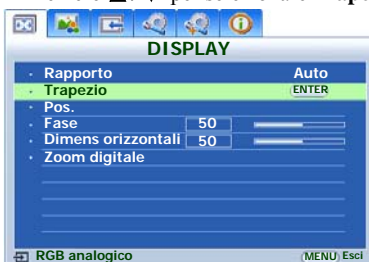 DISPLAY
Rapporto Auto
Trapezio ENTER
Pos.
Fase 50
Dimens orizzontali 50
Zoom digitale
RGB analogico MENU Esci